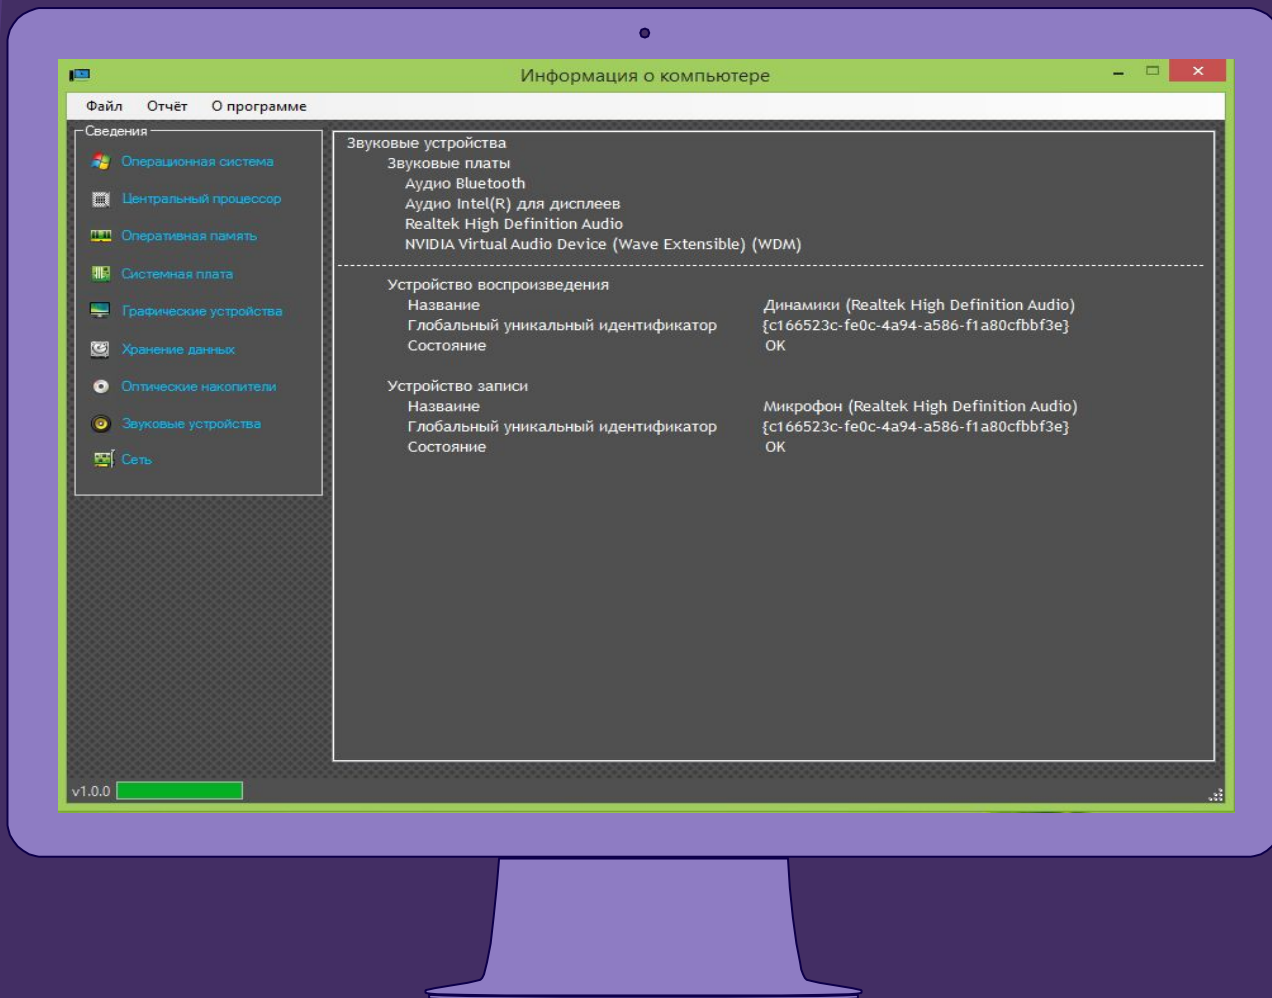 Информация о компьютере
Файл Отчёт О программе
Сведения
Операционная система
Центральный процессор
Оперативная память
Системная плата
Графические устройства
Хранение данных
Оптические накопители
Звуковые устройства
Сеть
Звуковые устройства
Звуковые платы
Аудио Bluetooth
Аудио Intel(R) для дисплеев
Realtek High Definition Audio
NVIDIA Virtual Audio Device (Wave Extensible) (WDM)
Устройство воспроизведения
Название Динамики (Realtek High Definition Audio)
Глобальный уникальный идентификатор {c166523c-fe0c-4a94-a586-f1a80cfbbf3e}
Состояние OK
Устройство записи
Назваине Микрофон (Realtek High Definition Audio)
Глобальный уникальный идентификатор {c166523c-fe0c-4a94-a586-f1a80cfbbf3e}
Состояние OK
v1.0.0